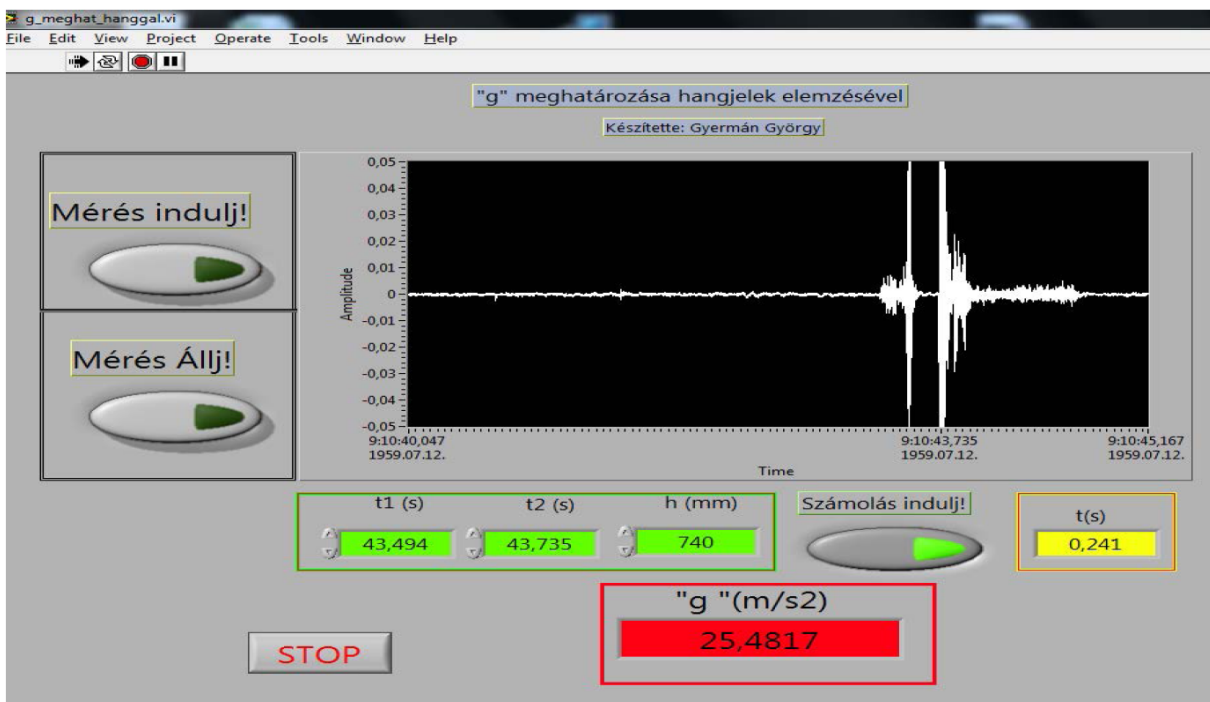 g_meghat_hanggal.vi
File Edit View Project Operate Tools Window Help
"g" meghatározása hangjelek elemzésével
Készítette: Gyermán György
Mérés indulj!
Mérés Állj!
Amplitude
0,05
0,04
0,03
0,02
0,01
0
-0,01
-0,02
-0,03
-0,04
-0,05
9:10:40,047 9:10:43,735 9:10:45,167
1959.07.12. 1959.07.12. 1959.07.12.
Time
t1 (s) t2 (s) h (mm) Számolás indulj! t(s)
43,494 43,735 740 0,241
"g "(m/s2)
25,4817
STOP